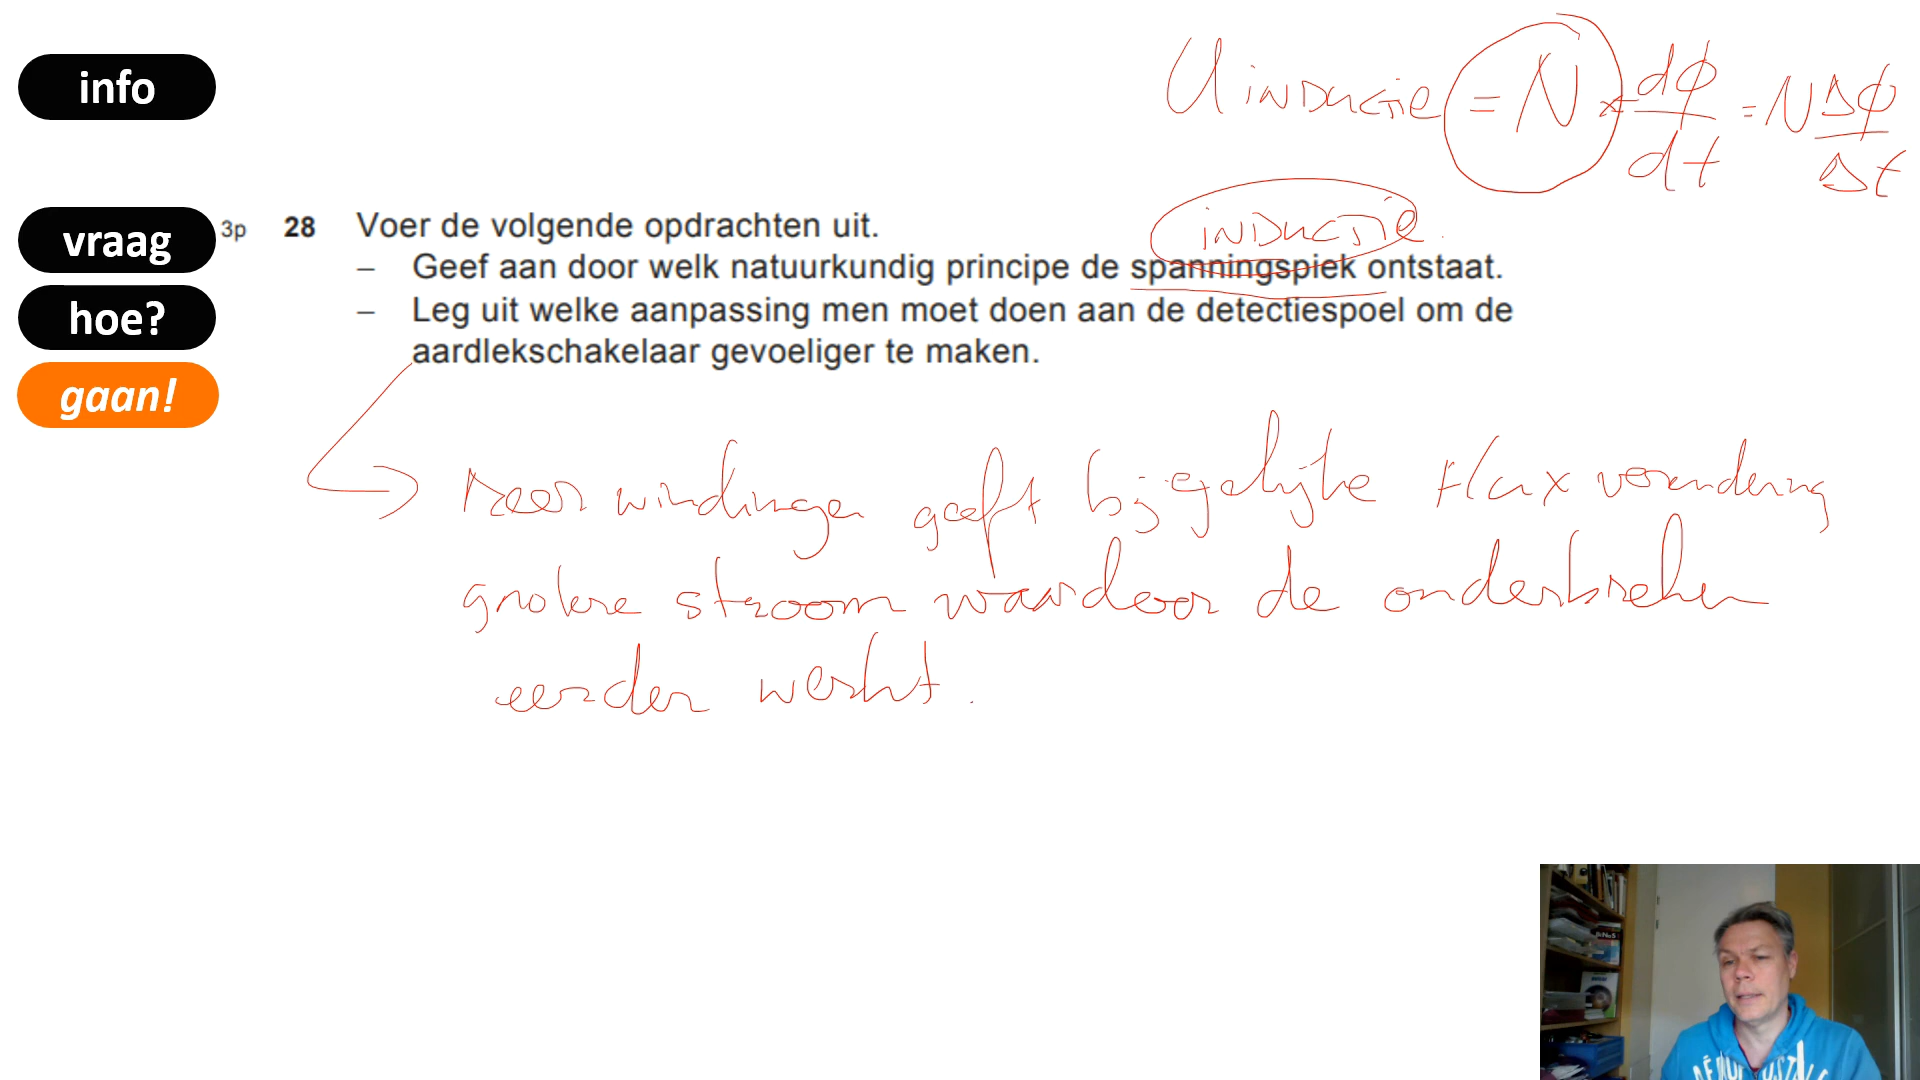 info
U inductie = N × dϕ/dt = N Δϕ/Δt
inductie
vraag
3p 28 Voer de volgende opdrachten uit.
– Geef aan door welk natuurkundig principe de spanningspiek ontstaat.
hoe?
– Leg uit welke aanpassing men moet doen aan de detectiespoel om de
aardlekschakelaar gevoeliger te maken.
gaan!
Meer windingen geeft bij gelijke flux verandering
grotere stroom waardoor de onderbreker
eerder werkt.